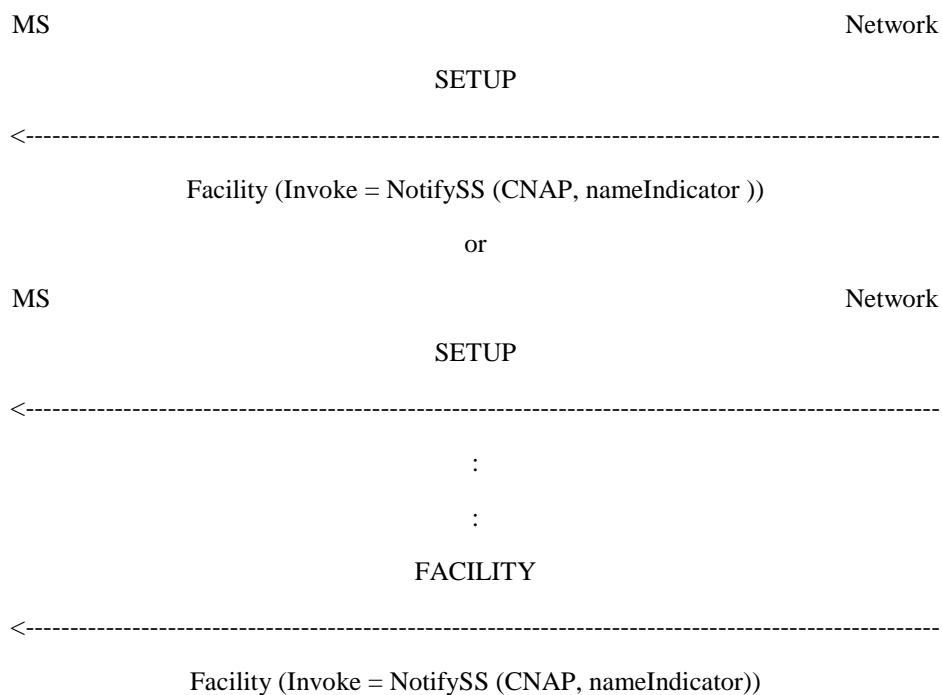 MS Network
SETUP
<-------------------------------------------------------------------------------------------------------
Facility (Invoke = NotifySS (CNAP, nameIndicator ))
or
MS Network
SETUP
<-------------------------------------------------------------------------------------------------------
:
:
FACILITY
<-------------------------------------------------------------------------------------------------------
Facility (Invoke = NotifySS (CNAP, nameIndicator))